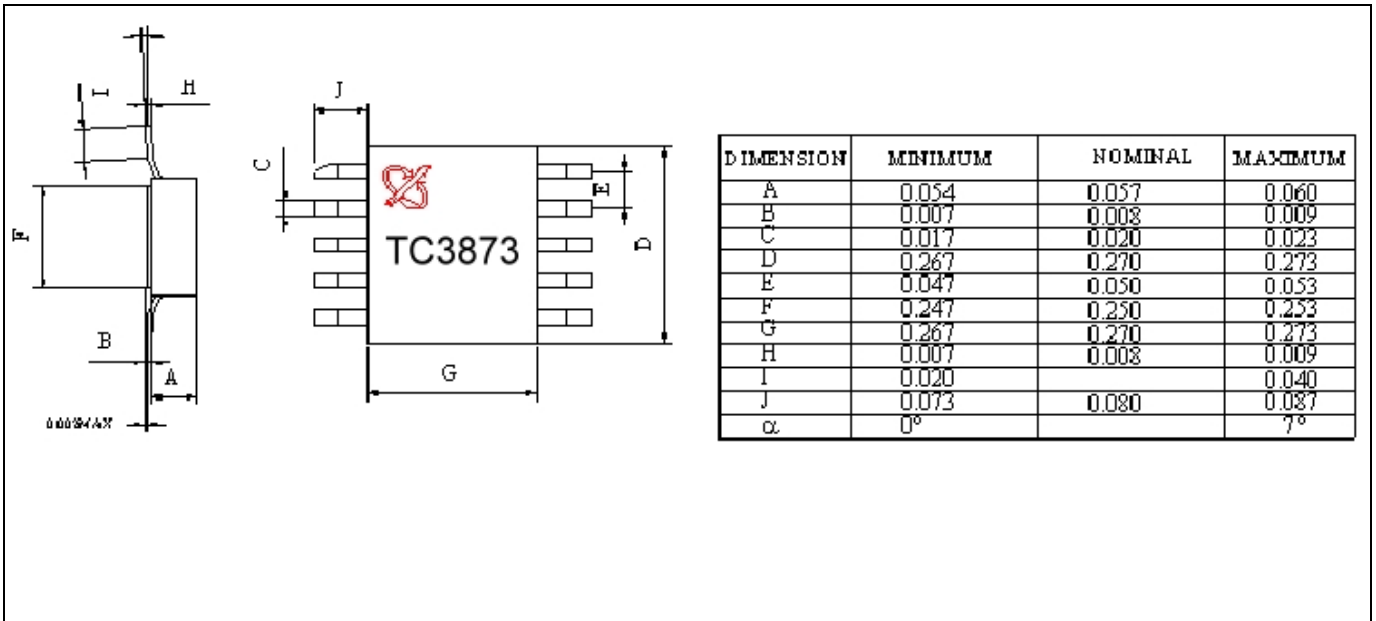 I
H
J
C
E
F
D
TC3873
B
A
G
DIMENSION MINIMUM NOMINAL MAXIMUM
A 0.054 0.057 0.060
B 0.007 0.008 0.009
C 0.017 0.020 0.023
D 0.267 0.270 0.273
E 0.047 0.050 0.053
F 0.247 0.250 0.253
G 0.267 0.270 0.273
H 0.007 0.008 0.009
I 0.020 0.040
J 0.073 0.080 0.087
α 0° 7°